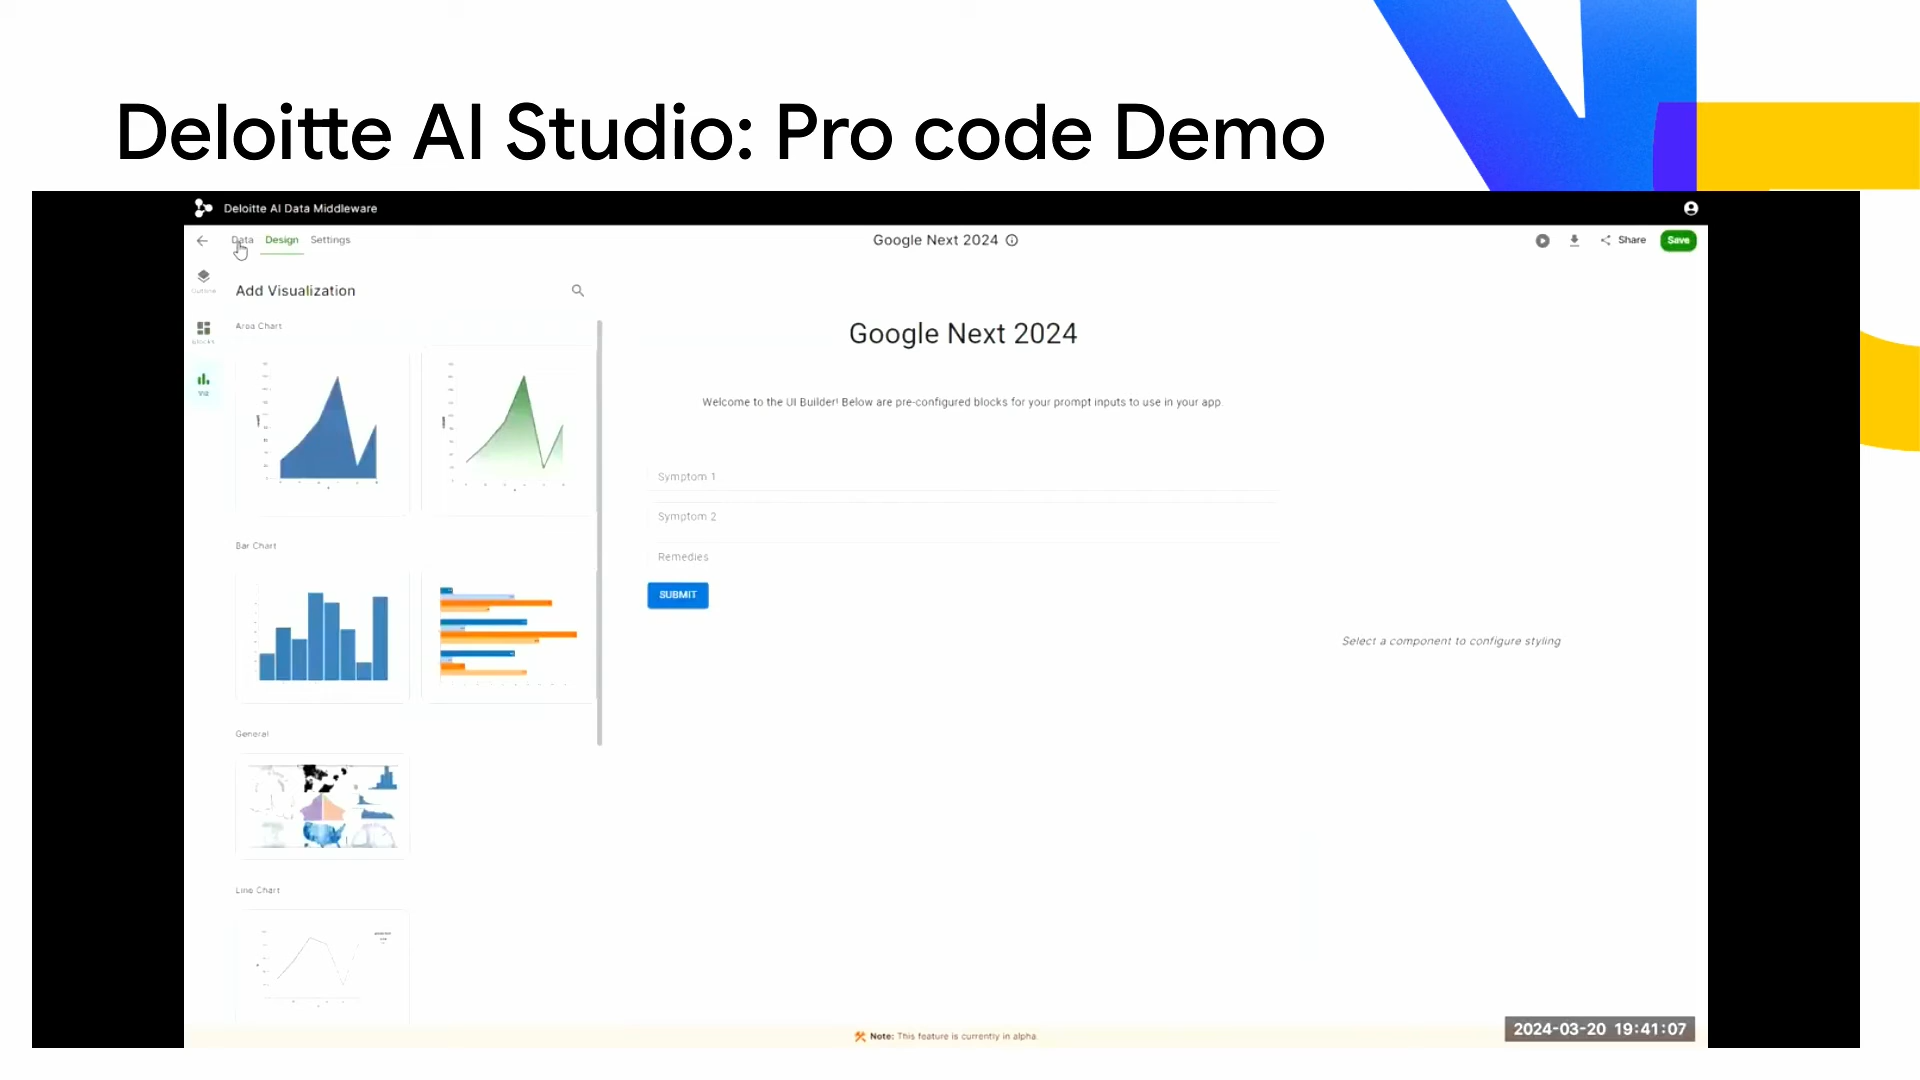 Deloitte AI Studio: Pro code Demo
Deloitte AI Data Middleware
Data Design Settings
Google Next 2024
Share
Save
Outline
Blocks
Viz
Add Visualization
Area Chart
Bar Chart
General
Line Chart
Google Next 2024
Welcome to the UI Builder! Below are pre-configured blocks for your prompt inputs to use in your app.
Symptom 1
Symptom 2
Remedies
SUBMIT
Select a component to configure styling
Note: This feature is currently in alpha.
2024-03-20 19:41:07